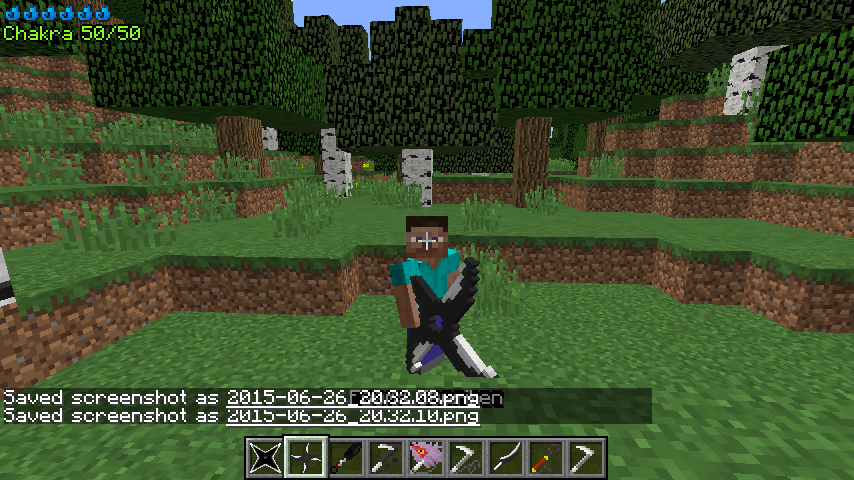 Chakra 50/50
Saved screenshot as 2015-06-26_20.32.08.png
Saved screenshot as 2015-06-26_20.32.10.png